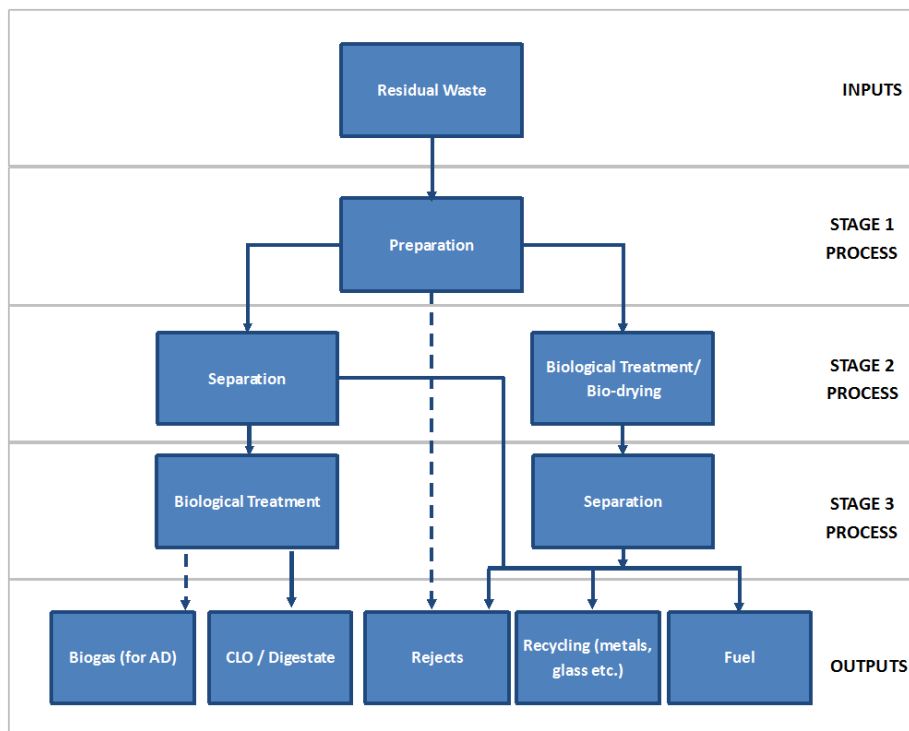 Residual Waste
INPUTS
Preparation
STAGE 1
PROCESS
Separation
Biological Treatment/
Bio-drying
STAGE 2
PROCESS
Biological Treatment
Separation
STAGE 3
PROCESS
Biogas (for AD)
CLO / Digestate
Rejects
Recycling (metals,
glass etc.)
Fuel
OUTPUTS